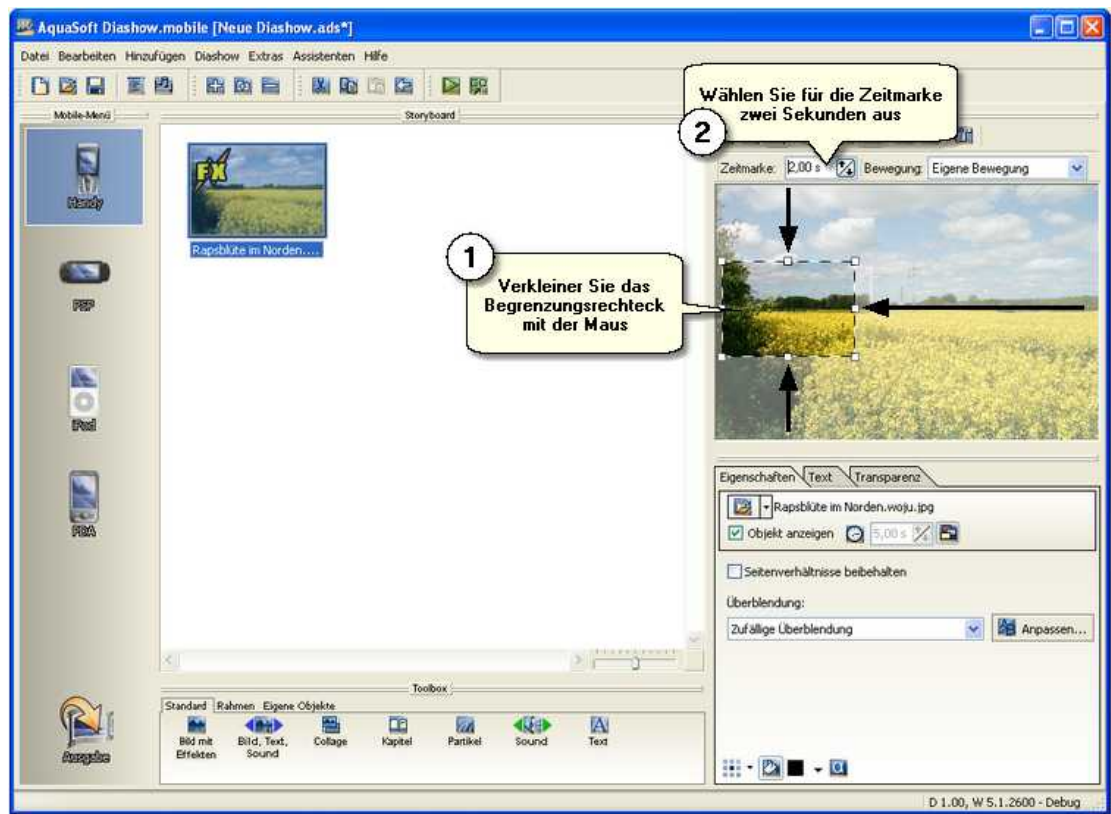 AquaSoft Diashow.mobile [Neue Diashow.ads*]
Datei Bearbeiten Hinzufügen Diashow Extras Assistenten Hilfe
Mobile-Menü
Storyboard
Wählen Sie für die Zeitmarke
zwei Sekunden aus
2
Zeitmarke: 2,00 s Bewegung: Eigene Bewegung
Handy
FX
Rapsblüte im Norden....
1
Verkleiner Sie das
Begrenzungsrechteck
mit der Maus
PSP
iPod
PDA
Eigenschaften Text Transparenz
Rapsblüte im Norden.woju.jpg
Objekt anzeigen 5,00 s
Seitenverhältnisse beibehalten
Überblendung:
Zufällige Überblendung Anpassen...
Toolbox
Standard Rahmen Eigene Objekte
Bild mit Effekten
Bild, Text, Sound
Collage
Kapitel
Partikel
Sound
Text
Ausgabe
D 1.00, W 5.1.2600 - Debug